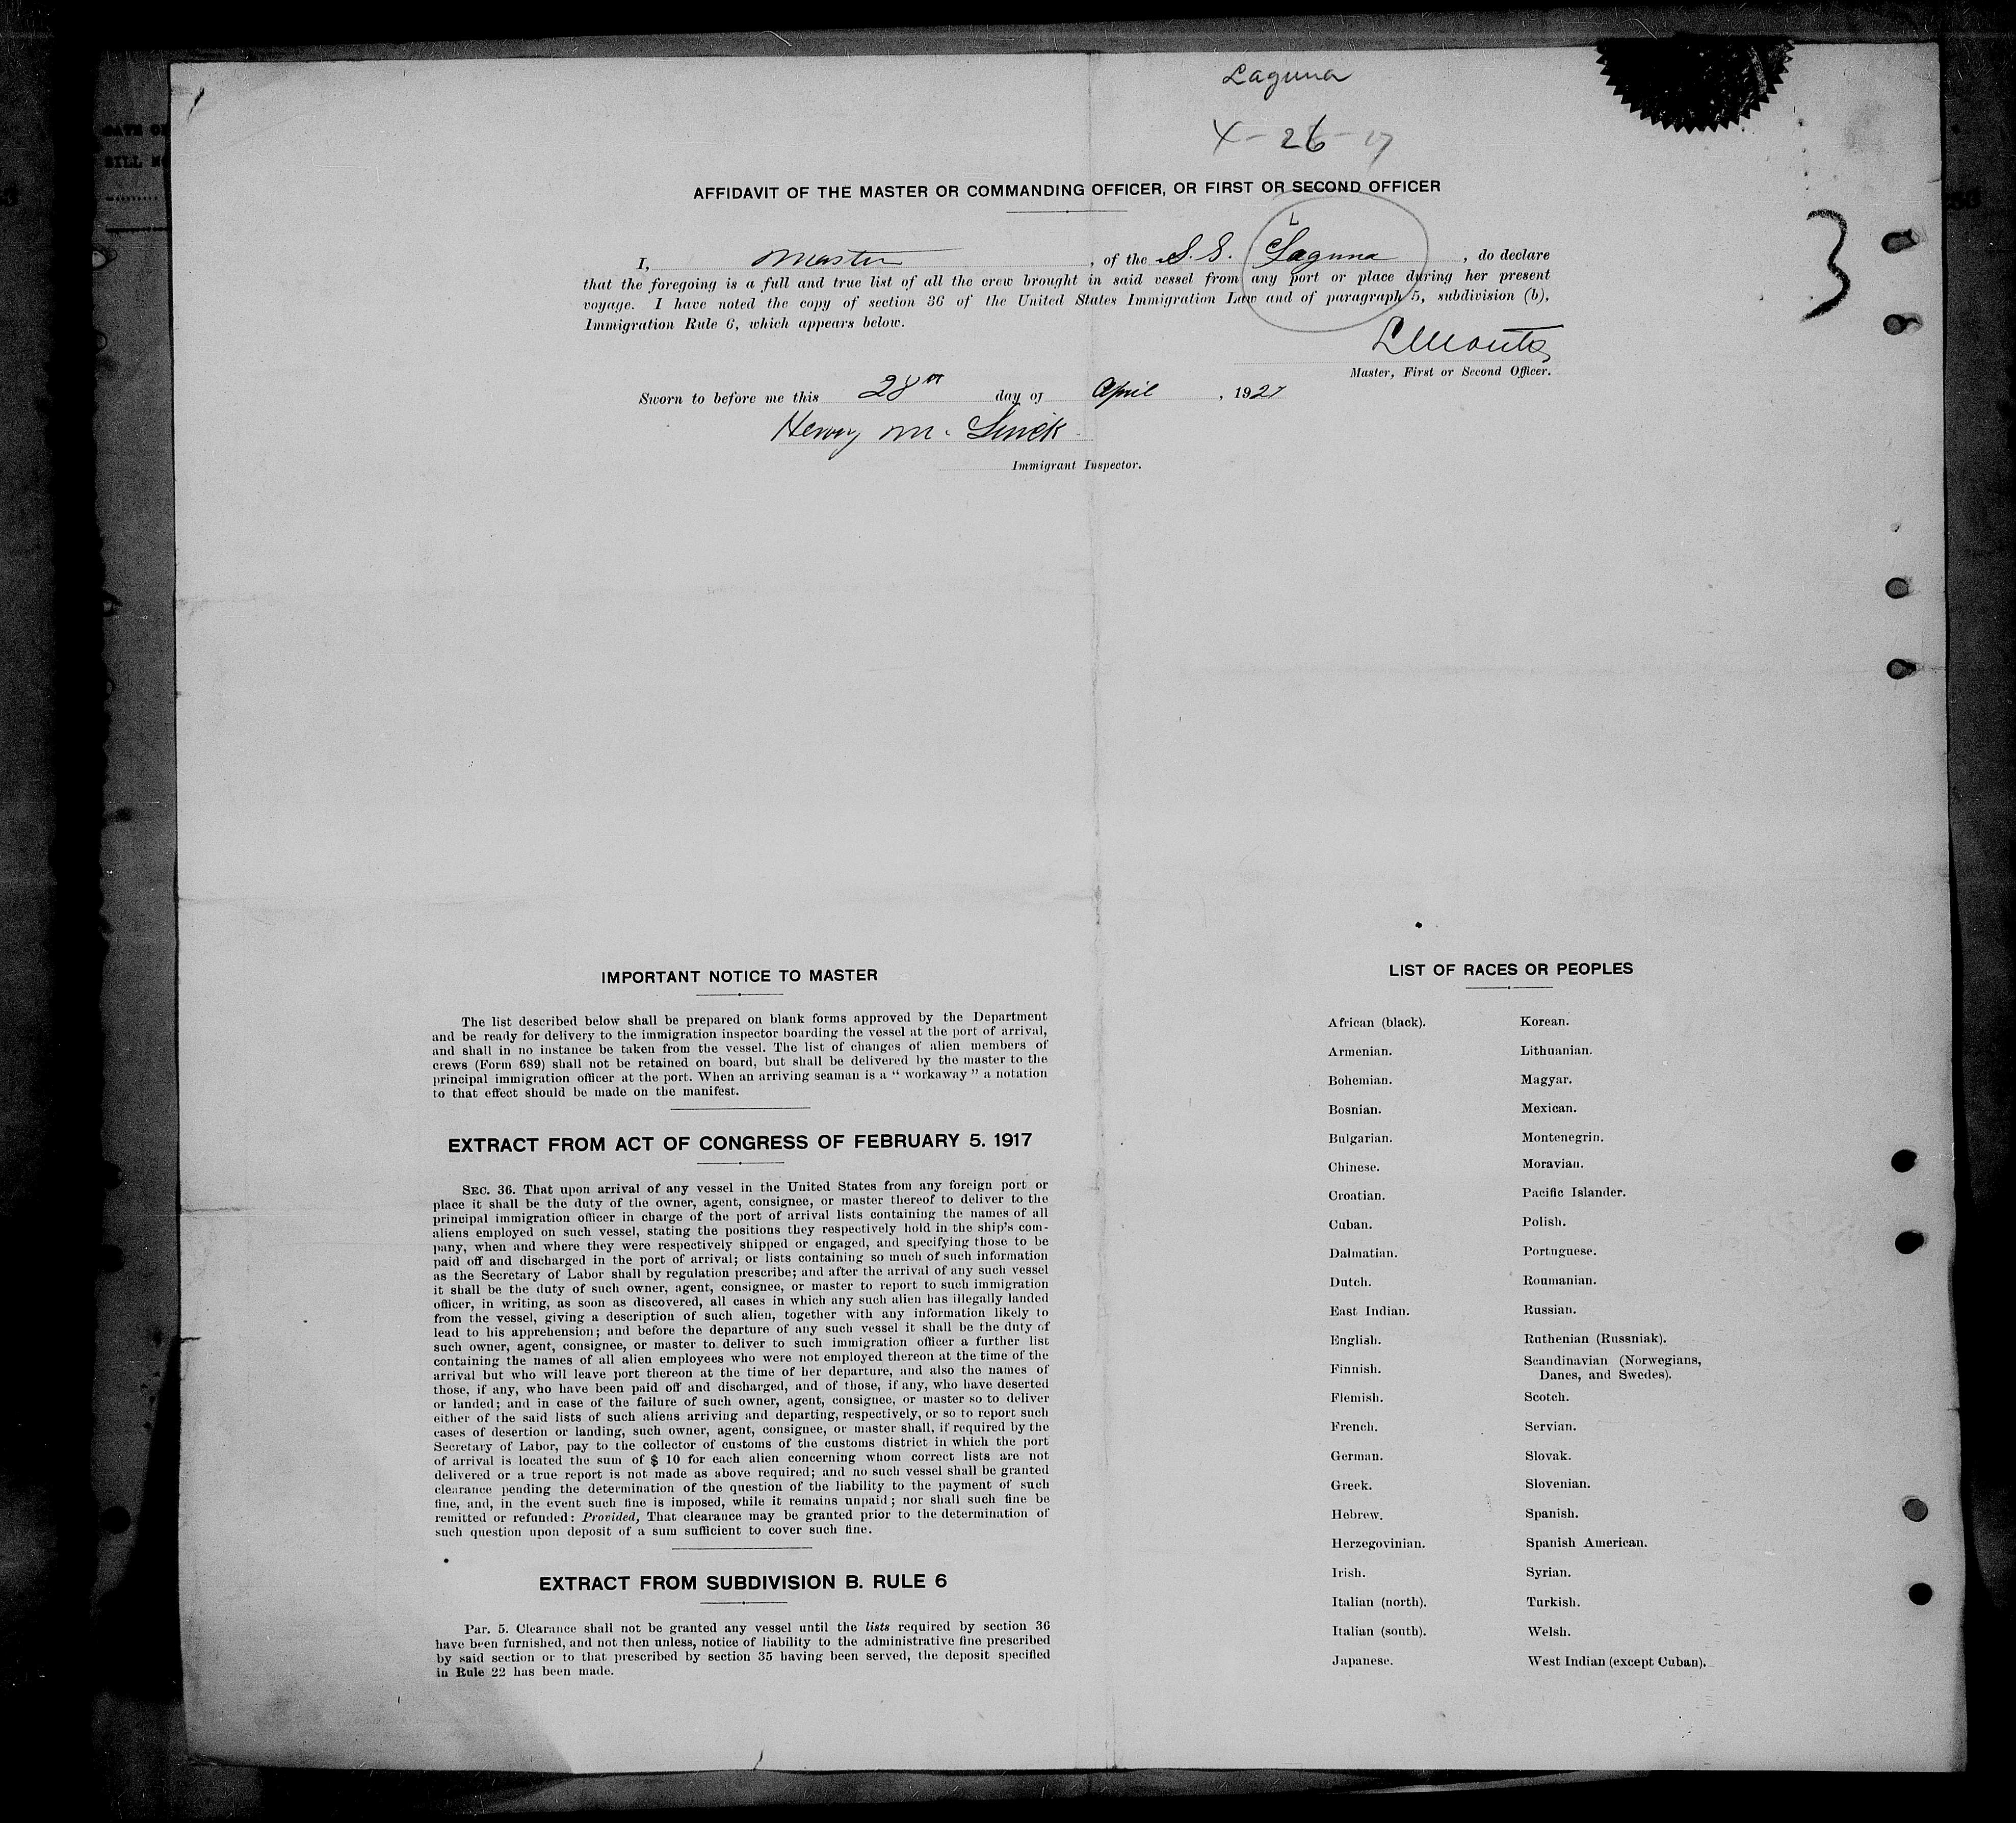 Laguna
X - 26 - 17
3
AFFIDAVIT OF THE MASTER OR COMMANDING OFFICER, OR FIRST OR SECOND OFFICER
I, Master, of the S.S. Laguna, do declare
that the foregoing is a full and true list of all the crew brought in said vessel from any port or place during her present
voyage. I have noted the copy of section 36 of the United States Immigration Law and of paragraph 5, subdivision (b),
Immigration Rule 6, which appears below.
Master, First or Second Officer.
Sworn to before me this 28th day of April, 1927
Henry M.
Immigrant Inspector.
IMPORTANT NOTICE TO MASTER
The list described below shall be prepared on blank forms approved by the Department
and be ready for delivery to the immigration inspector boarding the vessel at the port of arrival,
and shall in no instance be taken from the vessel. The list of changes of alien members of
crews (Form 689) shall not be retained on board, but shall be delivered by the master to the
principal immigration officer at the port. When an arriving seaman is a " workaway " a notation
to that effect should be made on the manifest.
EXTRACT FROM ACT OF CONGRESS OF FEBRUARY 5. 1917
SEC. 36. That upon arrival of any vessel in the United States from any foreign port or
place it shall be the duty of the owner, agent, consignee, or master thereof to deliver to the
principal immigration officer in charge of the port of arrival lists containing the names of all
aliens employed on such vessel, stating the positions they respectively hold in the ship's com-
pany, when and where they were respectively shipped or engaged, and specifying those to be
paid off and discharged in the port of arrival; or lists containing so much of such information
as the Secretary of Labor shall by regulation prescribe; and after the arrival of any such vessel
it shall be the duty of such owner, agent, consignee, or master to report to such immigration
officer, in writing, as soon as discovered, all cases in which any such alien has illegally landed
from the vessel, giving a description of such alien, together with any information likely to
lead to his apprehension; and before the departure of any such vessel it shall be the duty of
such owner, agent, consignee, or master to deliver to such immigration officer a further list
containing the names of all alien employees who were not employed thereon at the time of the
arrival but who will leave port thereon at the time of her departure, and also the names of
those, if any, who have been paid off and discharged, and of those, if any, who have deserted
or landed; and in case of the failure of such owner, agent, consignee, or master so to deliver
either of the said lists of such aliens arriving and departing, respectively, or so to report such
cases of desertion or landing, such owner, agent, consignee, or master shall, if required by the
Secretary of Labor, pay to the collector of customs of the customs district in which the port
of arrival is located the sum of $ 10 for each alien concerning whom correct lists are not
delivered or a true report is not made as above required; and no such vessel shall be granted
clearance pending the determination of the question of the liability to the payment of such
fine, and, in the event such fine is imposed, while it remains unpaid; nor shall such fine be
remitted or refunded: Provided, That clearance may be granted prior to the determination of
such question upon deposit of a sum sufficient to cover such fine.
EXTRACT FROM SUBDIVISION B. RULE 6
Par. 5. Clearance shall not be granted any vessel until the lists required by section 36
have been furnished, and not then unless, notice of liability to the administrative fine prescribed
by said section or to that prescribed by section 35 having been served, the deposit specified
in Rule 22 has been made.
LIST OF RACES OR PEOPLES
African (black).
Armenian.
Bohemian.
Bosnian.
Bulgarian.
Chinese.
Croatian.
Cuban.
Dalmatian.
Dutch.
East Indian.
English.
Finnish.
Flemish.
French.
German.
Greek.
Hebrew.
Herzegovinian.
Irish.
Italian (north).
Italian (south).
Japanese.
Korean.
Lithuanian.
Magyar.
Mexican.
Montenegrin.
Moravian.
Pacific Islander.
Polish.
Portuguese.
Roumanian.
Russian.
Ruthenian (Russniak).
Scandinavian (Norwegians,
Danes, and Swedes).
Scotch.
Servian.
Slovak.
Slovenian.
Spanish.
Spanish American.
Syrian.
Turkish.
Welsh.
West Indian (except Cuban).